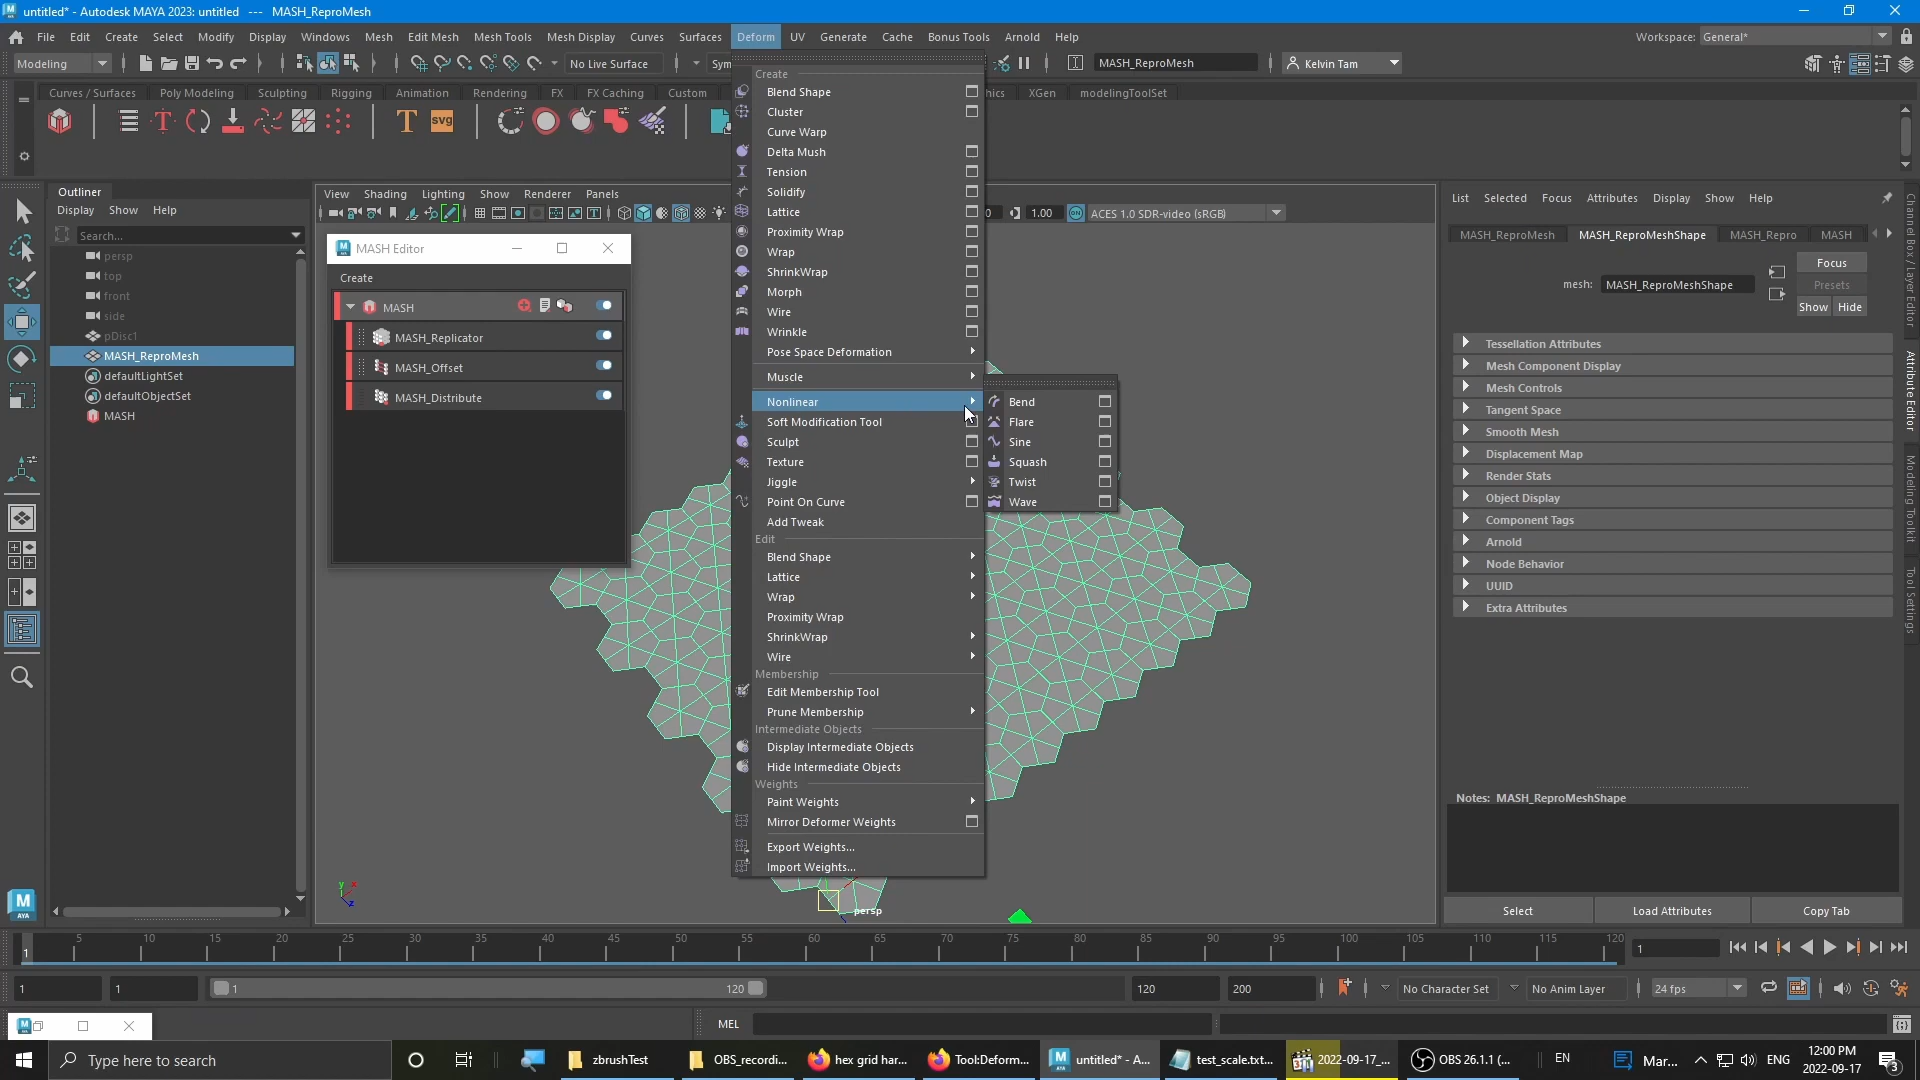 untitled* - Autodesk MAYA 2023: untitled --- MASH_ReproMesh
File Edit Create Select Modify Display Windows Mesh Edit Mesh Mesh Tools Mesh Display Curves Surfaces Deform UV Generate Cache Bonus Tools Arnold Help
Workspace: General*
Modeling
No Live Surface
Sym
MASH_ReproMesh
Kelvin Tam
Curves / Surfaces Poly Modeling Sculpting Rigging Animation Rendering FX FX Caching Custom
XGen modelingToolSet
Outliner
Display Show Help
Search...
persp
top
front
side
pDisc1
MASH_ReproMesh
defaultLightSet
defaultObjectSet
MASH
View Shading Lighting Show Renderer Panels
0 1.00 ACES 1.0 SDR-video (sRGB)
MASH Editor
Create
MASH
MASH_Replicator
MASH_Offset
MASH_Distribute
Create
Blend Shape
Cluster
Curve Warp
Delta Mush
Tension
Solidify
Lattice
Proximity Wrap
Wrap
ShrinkWrap
Morph
Wire
Wrinkle
Pose Space Deformation
Muscle
Nonlinear
Soft Modification Tool
Sculpt
Texture
Jiggle
Point On Curve
Add Tweak
Edit
Blend Shape
Lattice
Wrap
Proximity Wrap
ShrinkWrap
Wire
Membership
Edit Membership Tool
Prune Membership
Intermediate Objects
Display Intermediate Objects
Hide Intermediate Objects
Weights
Paint Weights
Mirror Deformer Weights
Export Weights...
Import Weights...
Bend
Flare
Sine
Squash
Twist
Wave
persp
List Selected Focus Attributes Display Show Help
MASH_ReproMesh MASH_ReproMeshShape MASH_Repro MASH
mesh: MASH_ReproMeshShape
Focus
Presets
Show Hide
Tessellation Attributes
Mesh Component Display
Mesh Controls
Tangent Space
Smooth Mesh
Displacement Map
Render Stats
Object Display
Component Tags
Arnold
Node Behavior
UUID
Extra Attributes
Notes: MASH_ReproMeshShape
Select Load Attributes Copy Tab
Channel Box / Layer Editor
Attribute Editor
Modeling Toolkit
Tool Settings
5 10 15 20 25 30 35 40 45 50 55 60 65 70 75 80 85 90 95 100 105 110 115 120
1
1
1 1 1 120 120 200 No Character Set No Anim Layer 24 fps
MEL
Type here to search
zbrushTest
OBS_recordi...
hex grid har...
Tool:Deform...
untitled* - A...
test_scale.txt...
2022-09-17_...
OBS 26.1.1 (...
EN
Mar...
ENG
12:00 PM
2022-09-17
3